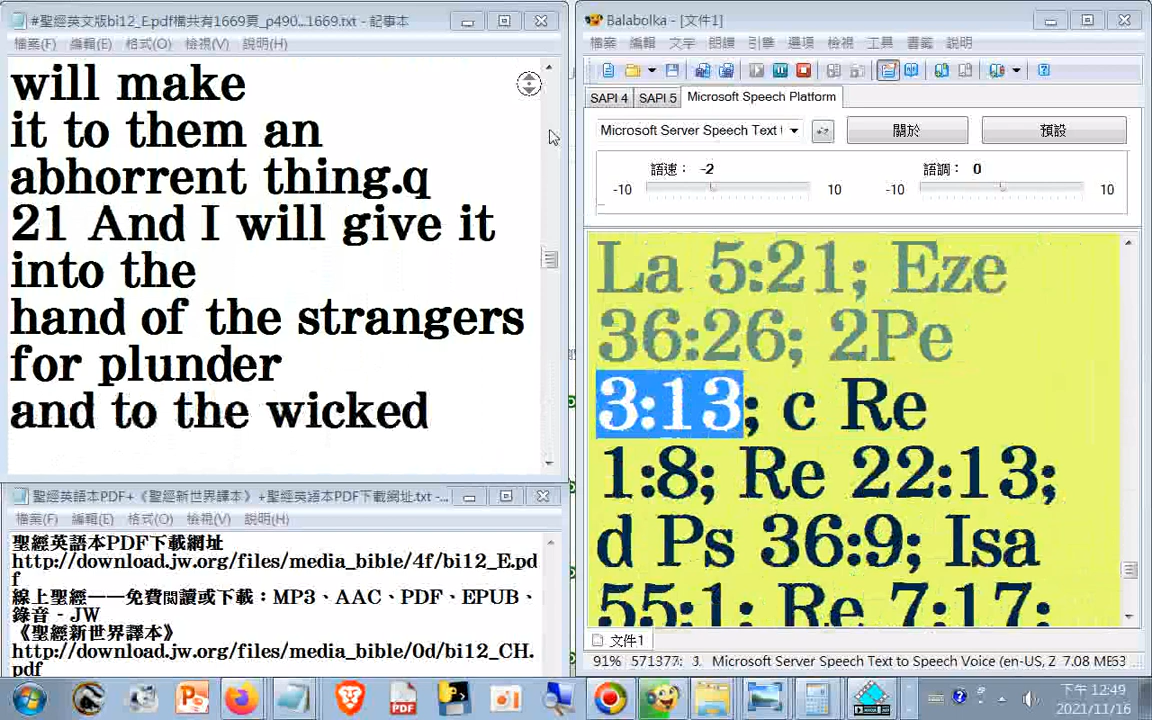 #聖經英文版bi12_E.pdf檔共有1669頁_p490...1669.txt - 記事本
檔案(F) 編輯(E) 格式(O) 檢視(V) 說明(H)
will make
it to them an
abhorrent thing.q
21 And I will give it
into the
hand of the strangers
for plunder
and to the wicked
聖經英語本PDF+《聖經新世界譯本》+聖經英語本PDF下載網址.txt -...
檔案(F) 編輯(E) 格式(O) 檢視(V) 說明(H)
聖經英語本PDF下載網址
http://download.jw.org/files/media_bible/4f/bi12_E.pd
f
線上聖經——免費閱讀或下載：MP3、AAC、PDF、EPUB、
錄音 - JW
《聖經新世界譯本》
http://download.jw.org/files/media_bible/0d/bi12_CH.
pdf
Balabolka - [文件1]
檔案 編輯 文字 朗讀 引擎 選項 檢視 工具 書籤 說明
SAPI 4 SAPI 5 Microsoft Speech Platform
Microsoft Server Speech Text 關於 預設
語速： -2 語調： 0
-10 10 -10 10
La 5:21; Eze
36:26; 2Pe
3:13; c Re
1:8; Re 22:13;
d Ps 36:9; Isa
55:1; Re 7:17;
文件1
91% 571377: 3. Microsoft Server Speech Text to Speech Voice (en-US, Z 7.08 ME
PDF
下午 12:49
2021/11/16